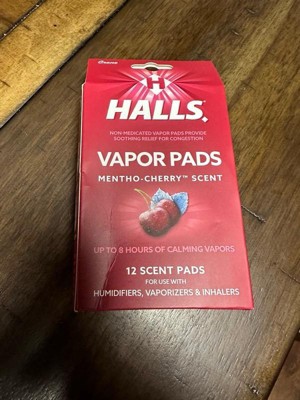 HALLS
NON-MEDICATED VAPOR PADS PROVIDE
SOOTHING RELIEF FOR CONGESTION
VAPOR PADS
MENTHO-CHERRY™ SCENT
UP TO 8 HOURS OF CALMING VAPORS
12 SCENT PADS
FOR USE WITH
HUMIDIFIERS, VAPORIZERS & INHALERS